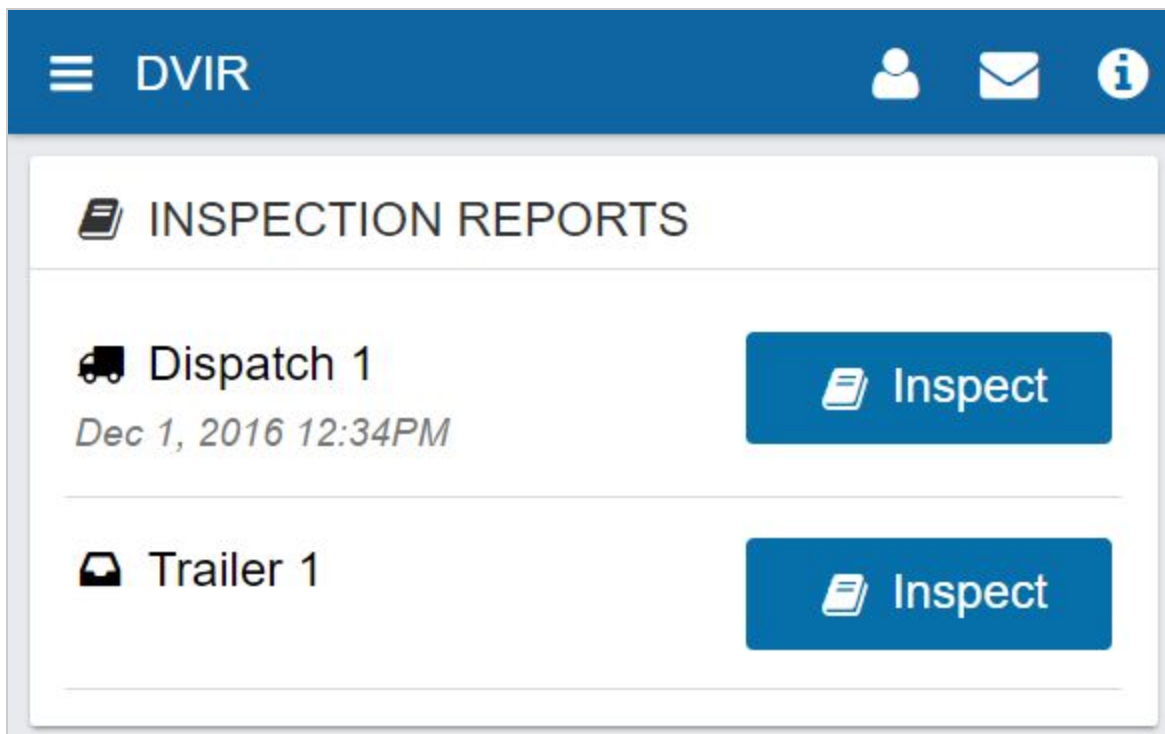 DVIR
INSPECTION REPORTS
Dispatch 1
Inspect
Dec 1, 2016 12:34PM
Trailer 1
Inspect